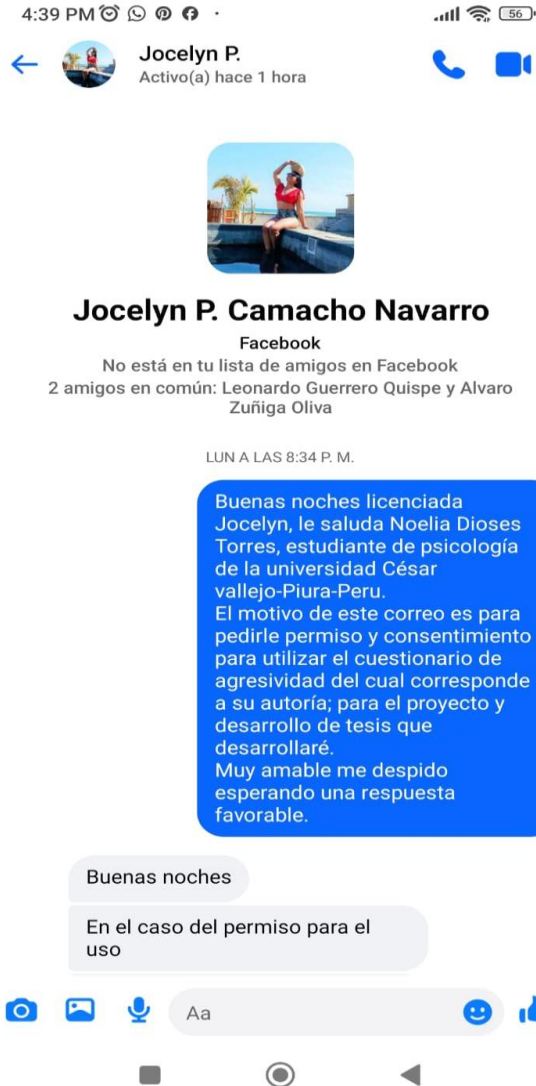 4:39 PM
56
Jocelyn P.
Activo(a) hace 1 hora
Jocelyn P. Camacho Navarro
Facebook
No está en tu lista de amigos en Facebook
2 amigos en común: Leonardo Guerrero Quispe y Alvaro
Zuñiga Oliva
LUN A LAS 8:34 P. M.
Buenas noches licenciada
Jocelyn, le saluda Noelia Dioses
Torres, estudiante de psicología
de la universidad César
vallejo-Piura-Peru.
El motivo de este correo es para
pedirle permiso y consentimiento
para utilizar el cuestionario de
agresividad del cual corresponde
a su autoría; para el proyecto y
desarrollo de tesis que
desarrollaré.
Muy amable me despido
esperando una respuesta
favorable.
Buenas noches
En el caso del permiso para el
uso
Aa